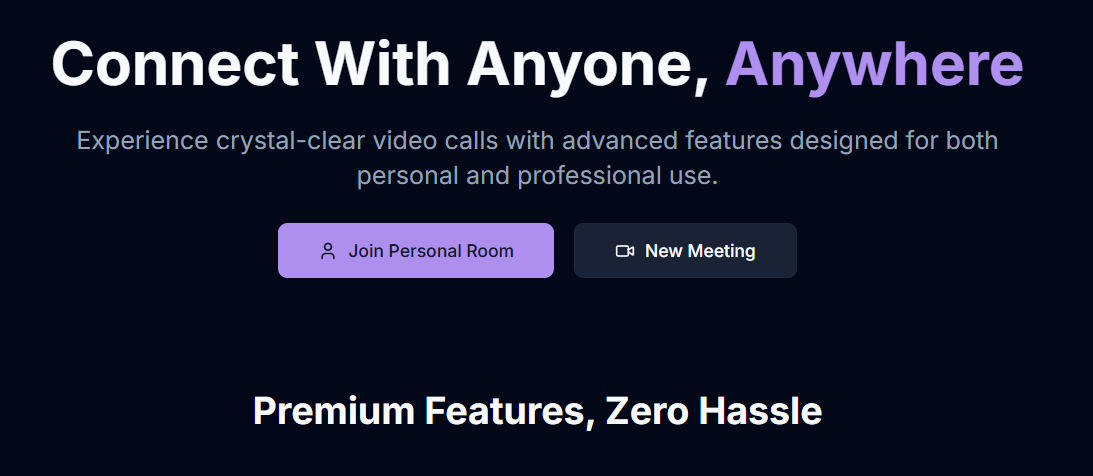 Connect With Anyone, Anywhere
Experience crystal-clear video calls with advanced features designed for both
personal and professional use.
Join Personal Room
New Meeting
Premium Features, Zero Hassle